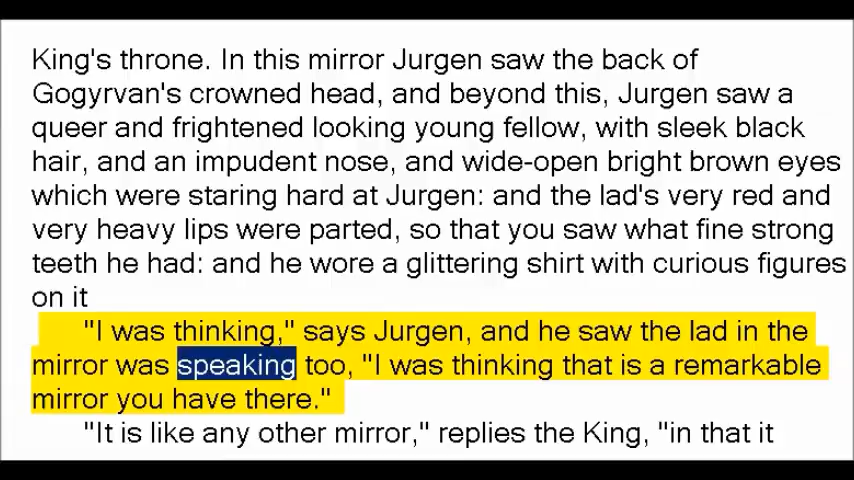 King's throne. In this mirror Jurgen saw the back of
Gogyrvan's crowned head, and beyond this, Jurgen saw a
queer and frightened looking young fellow, with sleek black
hair, and an impudent nose, and wide-open bright brown eyes
which were staring hard at Jurgen: and the lad's very red and
very heavy lips were parted, so that you saw what fine strong
teeth he had: and he wore a glittering shirt with curious figures
on it
"I was thinking," says Jurgen, and he saw the lad in the
mirror was speaking too, "I was thinking that is a remarkable
mirror you have there."
"It is like any other mirror," replies the King, "in that it